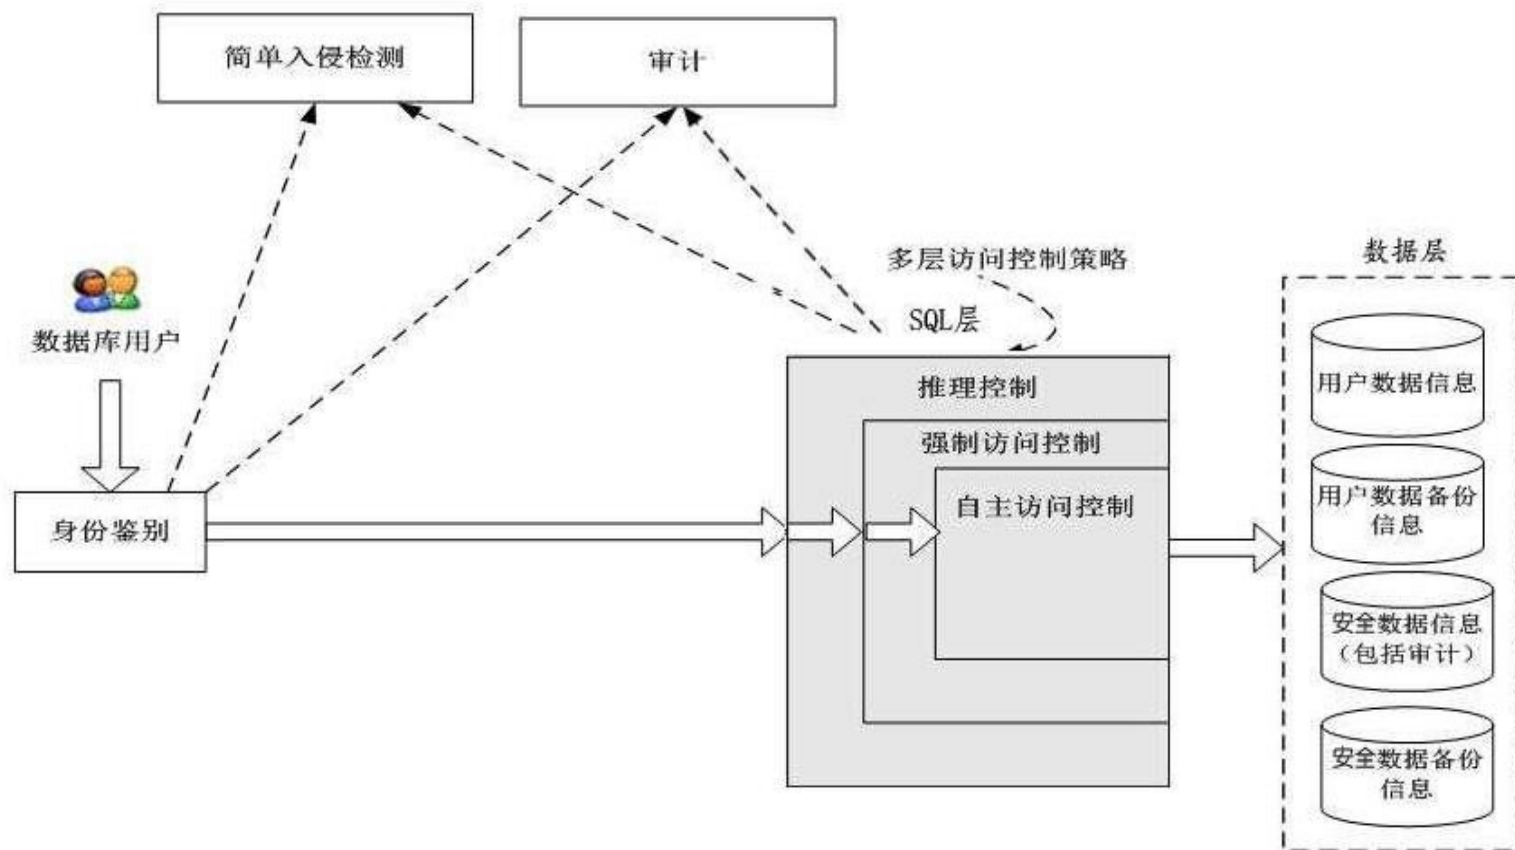 简单入侵检测
审计
多层访问控制策略
数据层
SQL层
数据库用户
推理控制
用户数据信息
强制访问控制
自主访问控制
用户数据备份
信息
身份鉴别
安全数据信息
（包括审计）
安全数据备份
信息